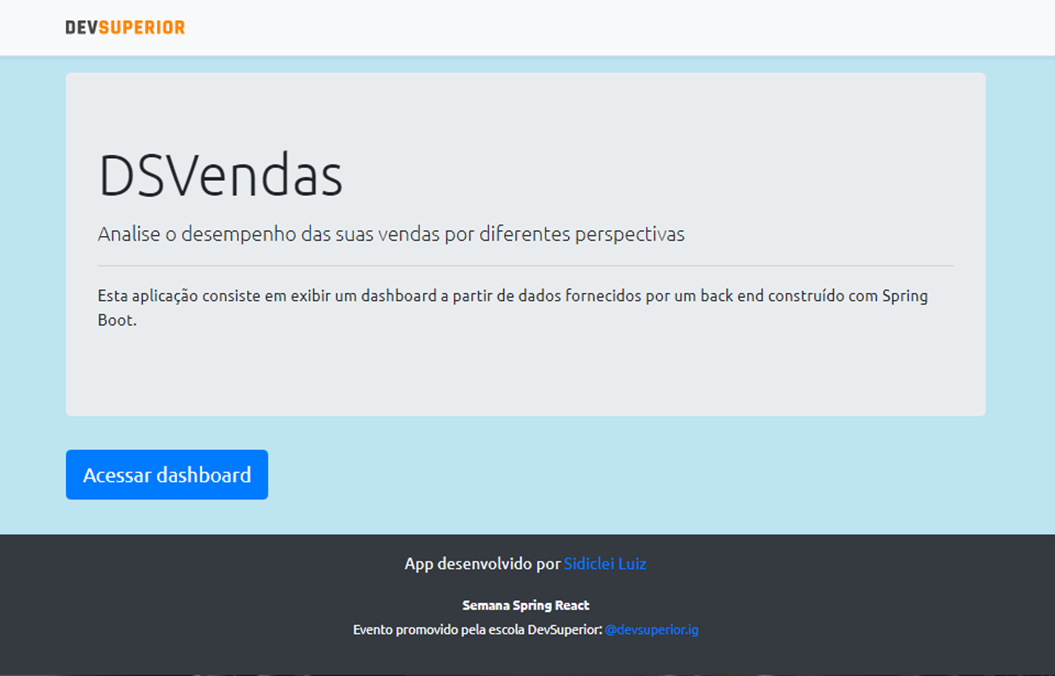 DEVSUPERIOR
DSVendas
Analise o desempenho das suas vendas por diferentes perspectivas
Esta aplicação consiste em exibir um dashboard a partir de dados fornecidos por um back end construído com Spring
Boot.
Acessar dashboard
App desenvolvido por Sidiclei Luiz
Semana Spring React
Evento promovido pela escola DevSuperior: @devsuperior.ig